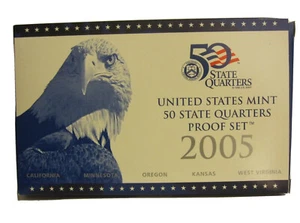 50
STATE
QUARTERS
UNITED STATES MINT
50 STATE QUARTERS
PROOF SET™
2005
CALIFORNIA MINNESOTA OREGON KANSAS WEST VIRGINIA